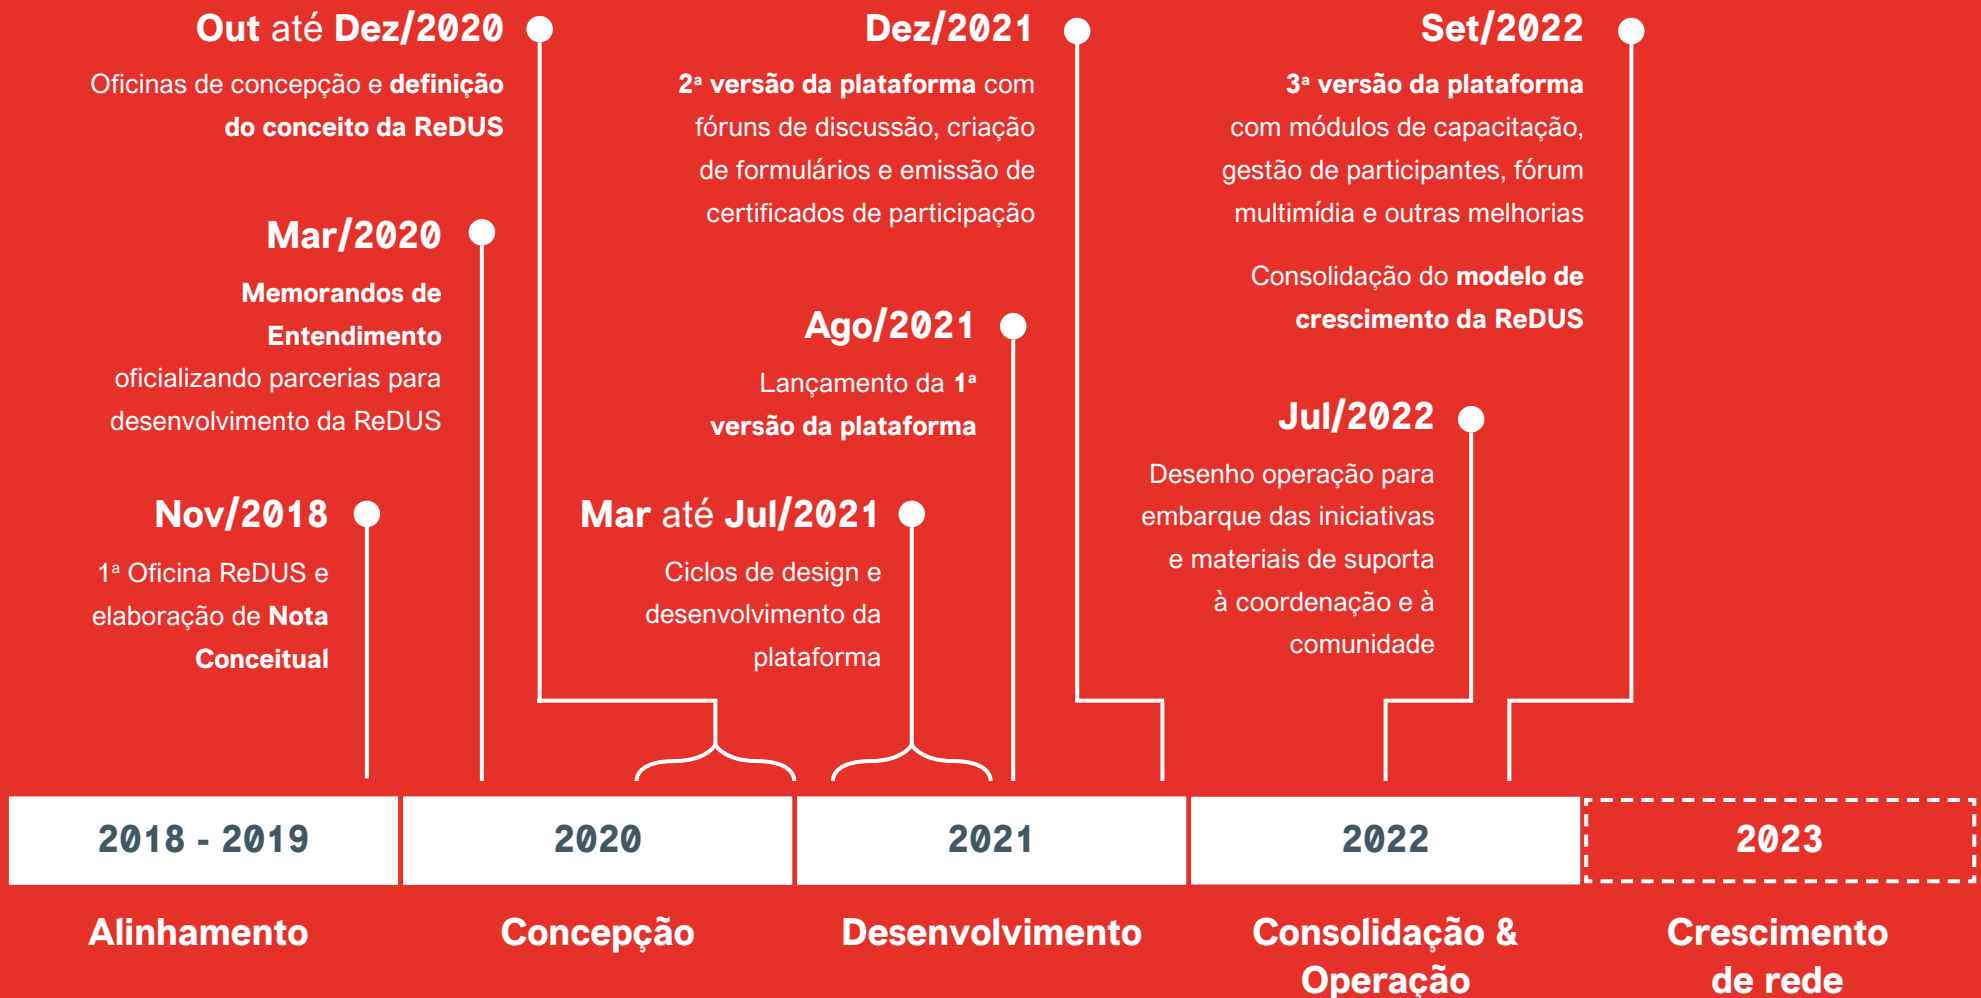 Out até Dez/2020
Oficinas de concepção e definição
do conceito da ReDUS
Mar/2020
Memorandos de
Entendimento
oficializando parcerias para
desenvolvimento da ReDUS
Nov/2018
1ª Oficina ReDUS e
elaboração de Nota
Conceitual
Dez/2021
2ª versão da plataforma com
fóruns de discussão, criação
de formulários e emissão de
certificados de participação
Ago/2021
Lançamento da 1ª
versão da plataforma
Mar até Jul/2021
Ciclos de design e
desenvolvimento da
plataforma
Set/2022
3ª versão da plataforma
com módulos de capacitação,
gestão de participantes, fórum
multimídia e outras melhorias
Consolidação do modelo de
crescimento da ReDUS
Jul/2022
Desenho operação para
embarque das iniciativas
e materiais de suporta
à coordenação e à
comunidade
2018 - 2019
2020
2021
2022
2023
Alinhamento
Concepção
Desenvolvimento
Consolidação &
Operação
Crescimento
de rede